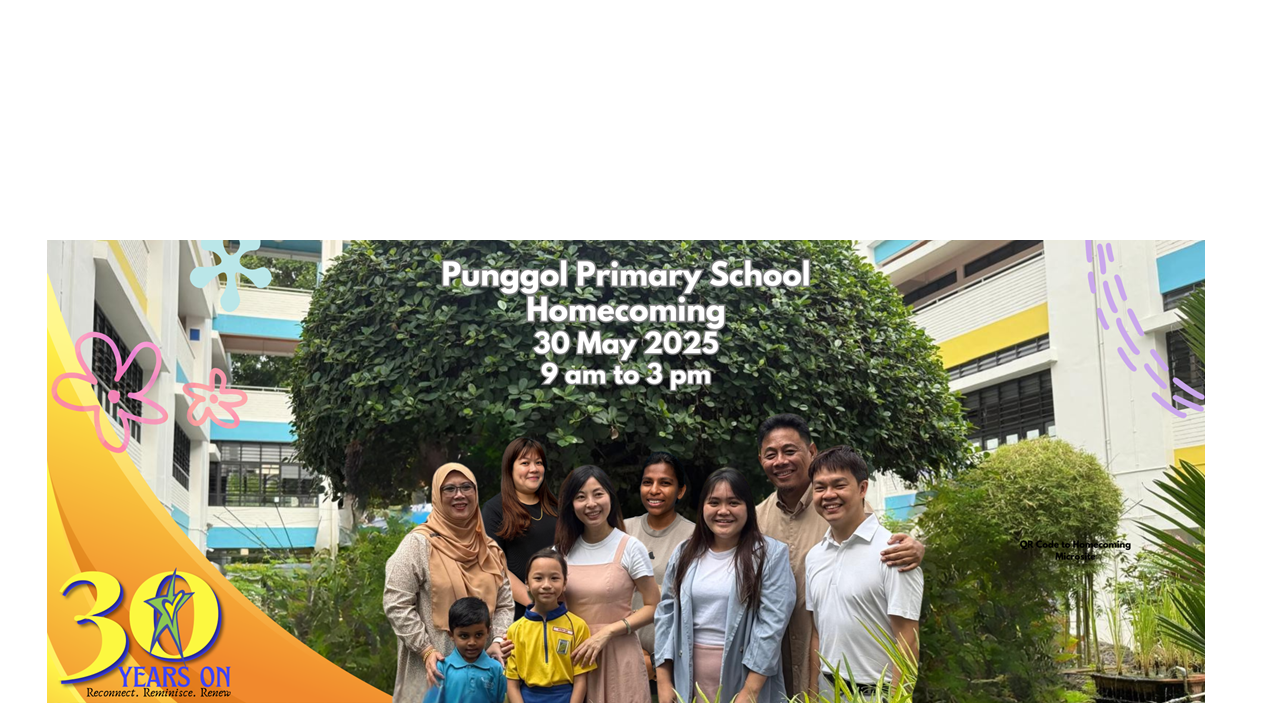 Punggol Primary School
Homecoming
30 May 2025
9 am to 3 pm
QR Code to Homecoming
Microsite
30
YEARS ON
Reconnect. Reminisce. Renew